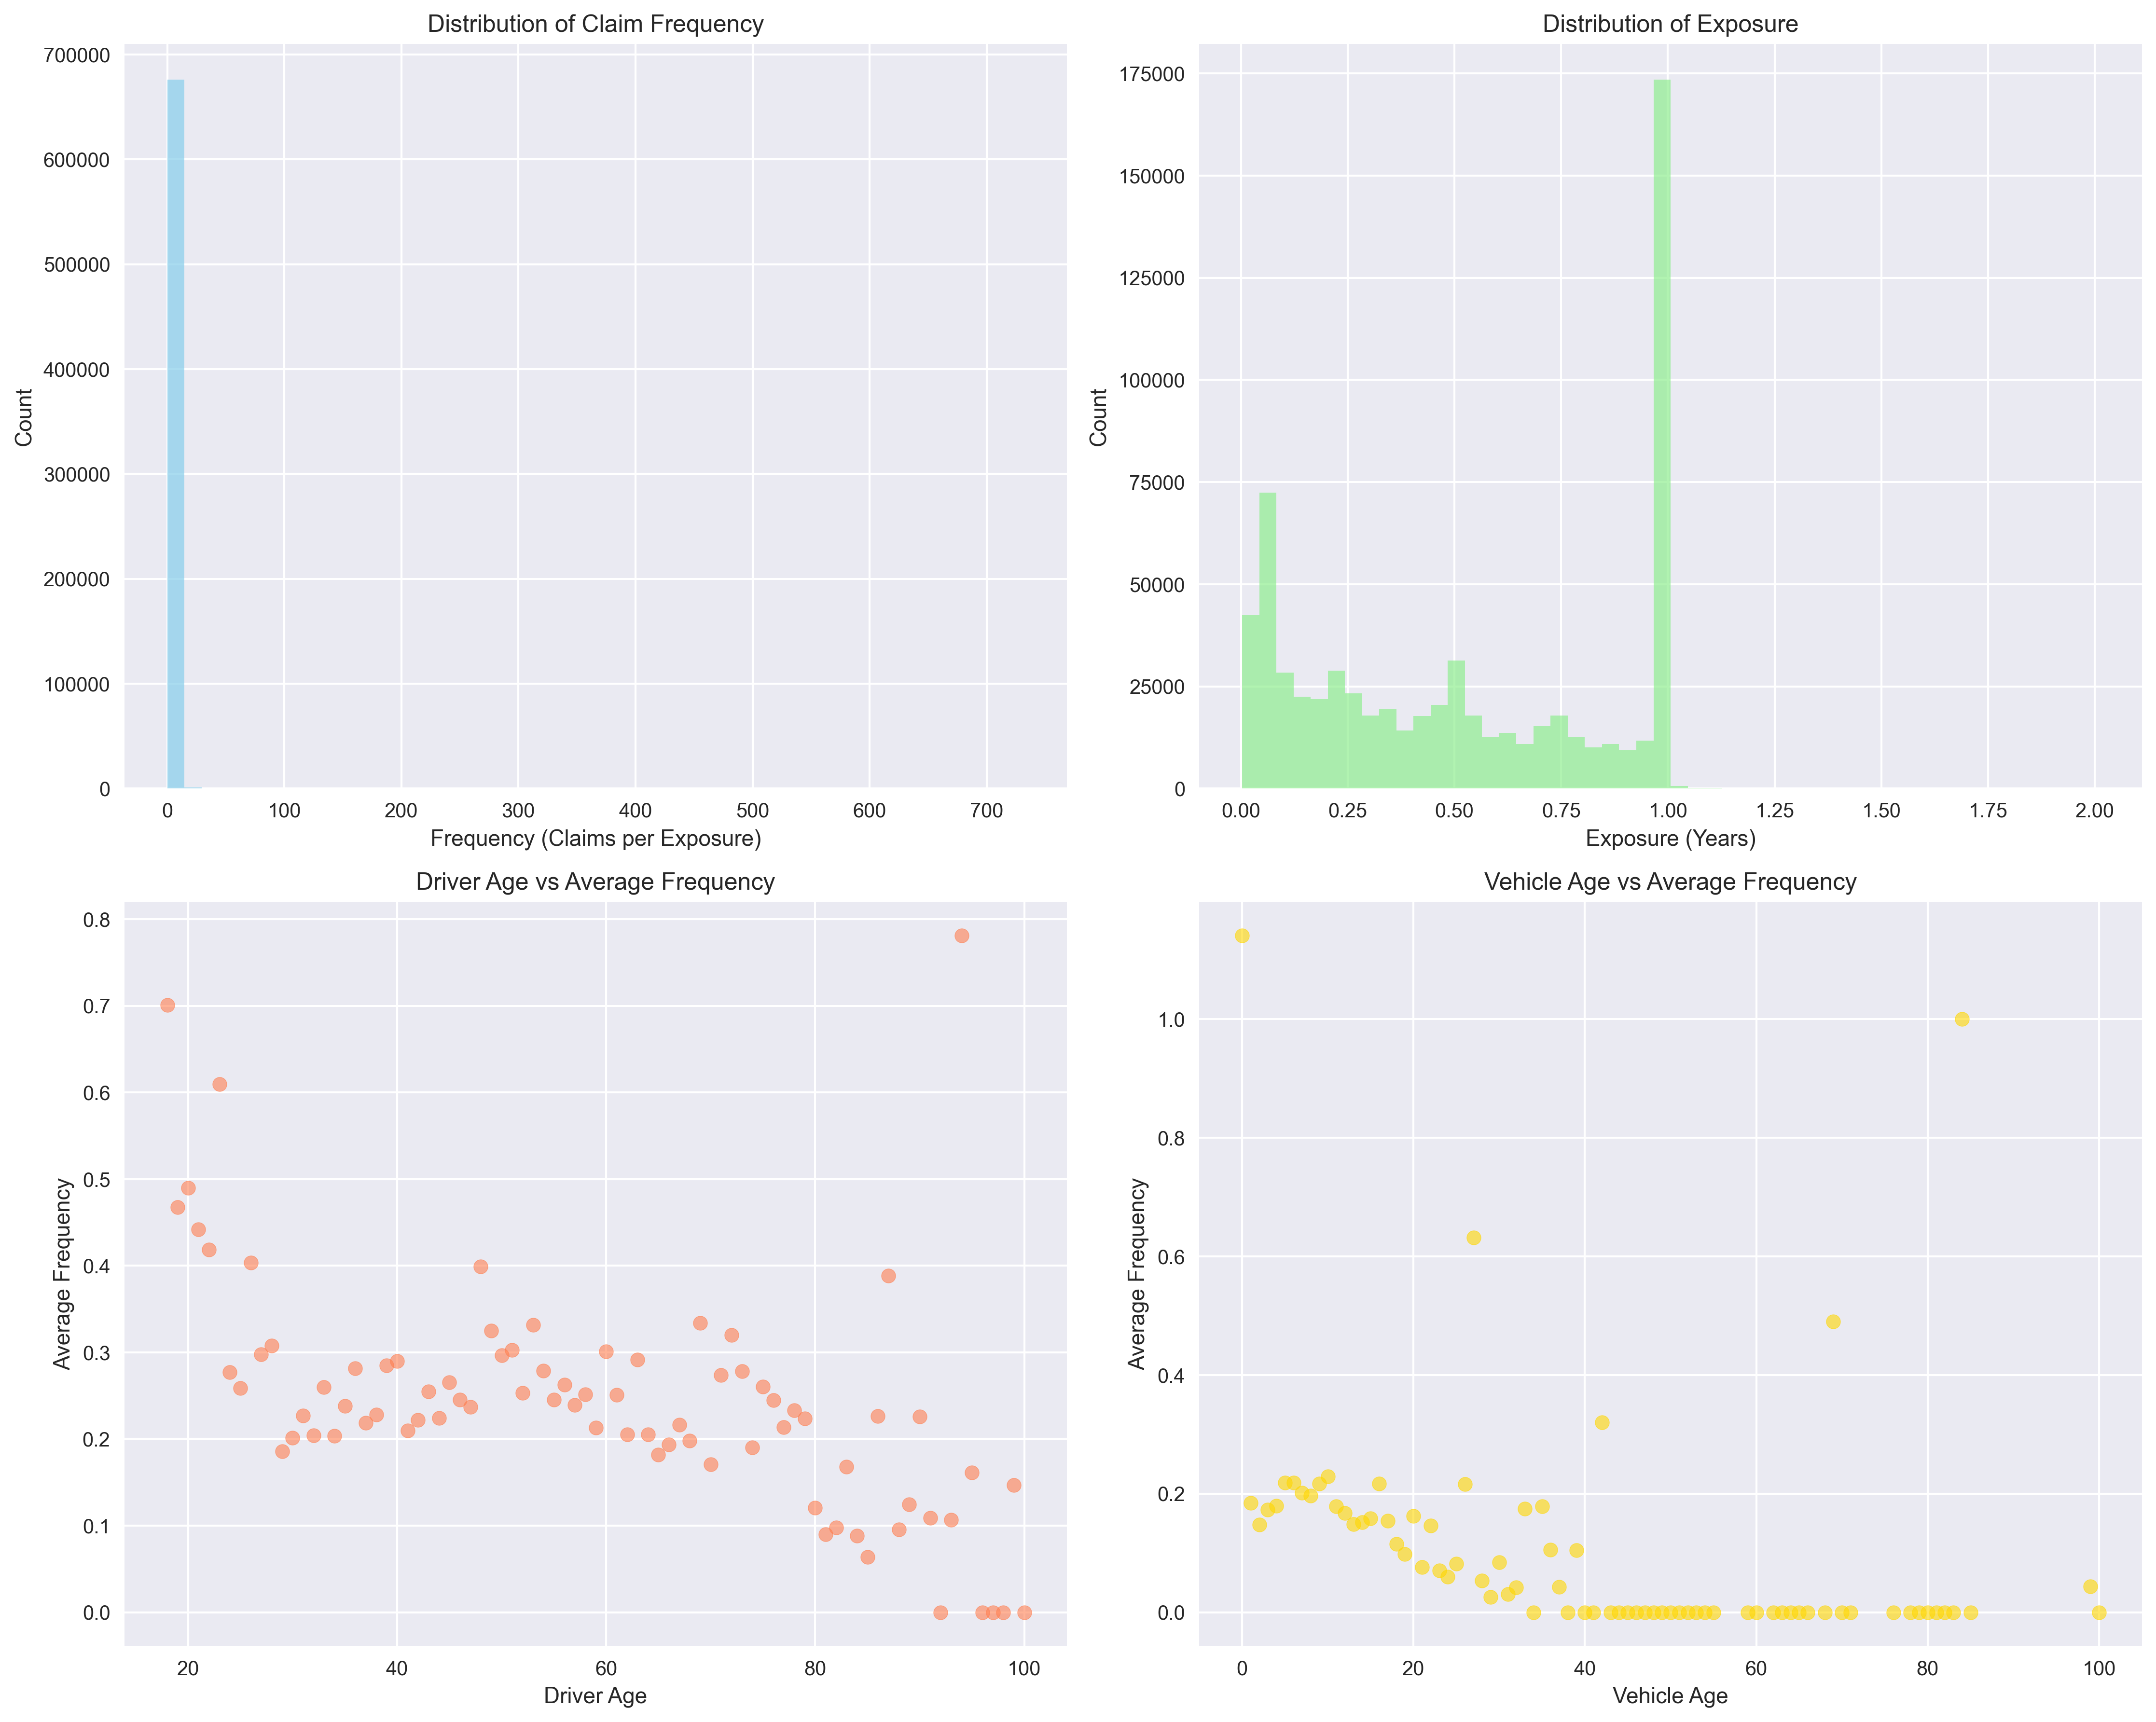 Distribution of Claim Frequency
700000
600000
500000
400000
300000
200000
100000
0
Count
0 100 200 300 400 500 600 700
Frequency (Claims per Exposure)
Distribution of Exposure
175000
150000
125000
100000
75000
50000
25000
0
Count
0.00 0.25 0.50 0.75 1.00 1.25 1.50 1.75 2.00
Exposure (Years)
Driver Age vs Average Frequency
0.8
0.7
0.6
0.5
0.4
0.3
0.2
0.1
0.0
Average Frequency
20 40 60 80 100
Driver Age
Vehicle Age vs Average Frequency
1.0
0.8
0.6
0.4
0.2
0.0
Average Frequency
0 20 40 60 80 100
Vehicle Age